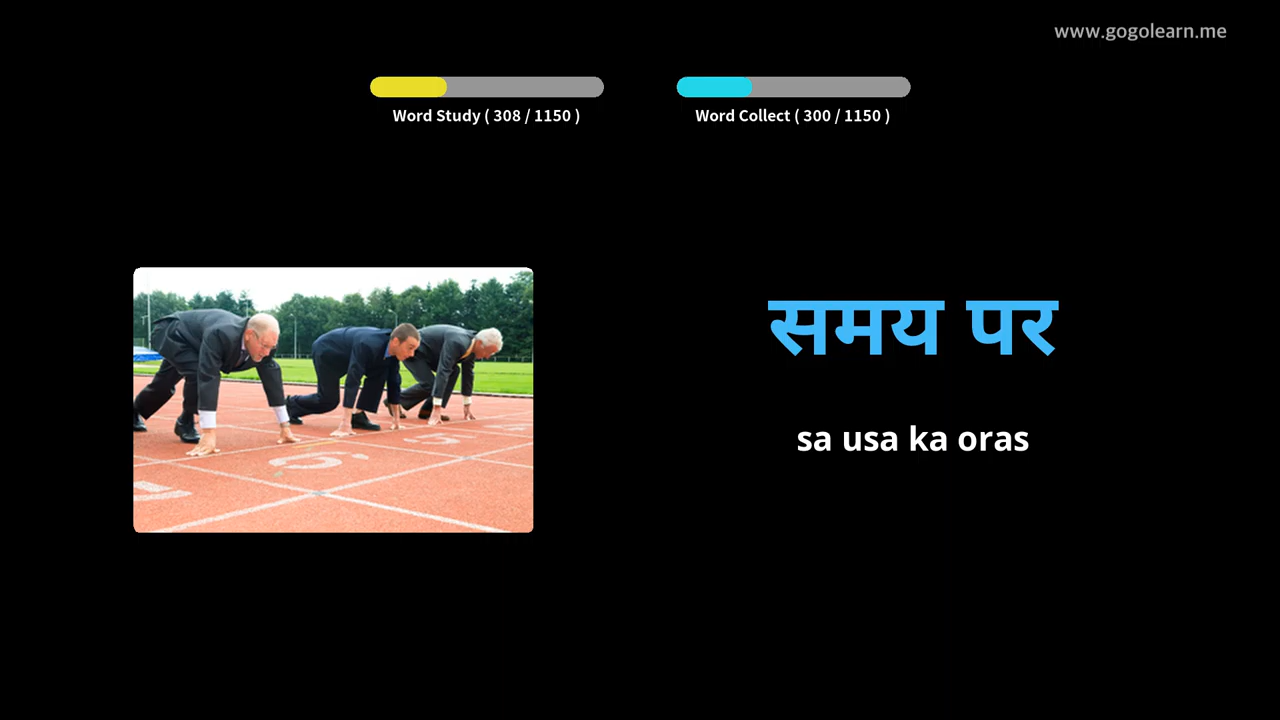 www.gogolearn.me
Word Study ( 308 / 1150 )
Word Collect ( 300 / 1150 )
समय पर
sa usa ka oras